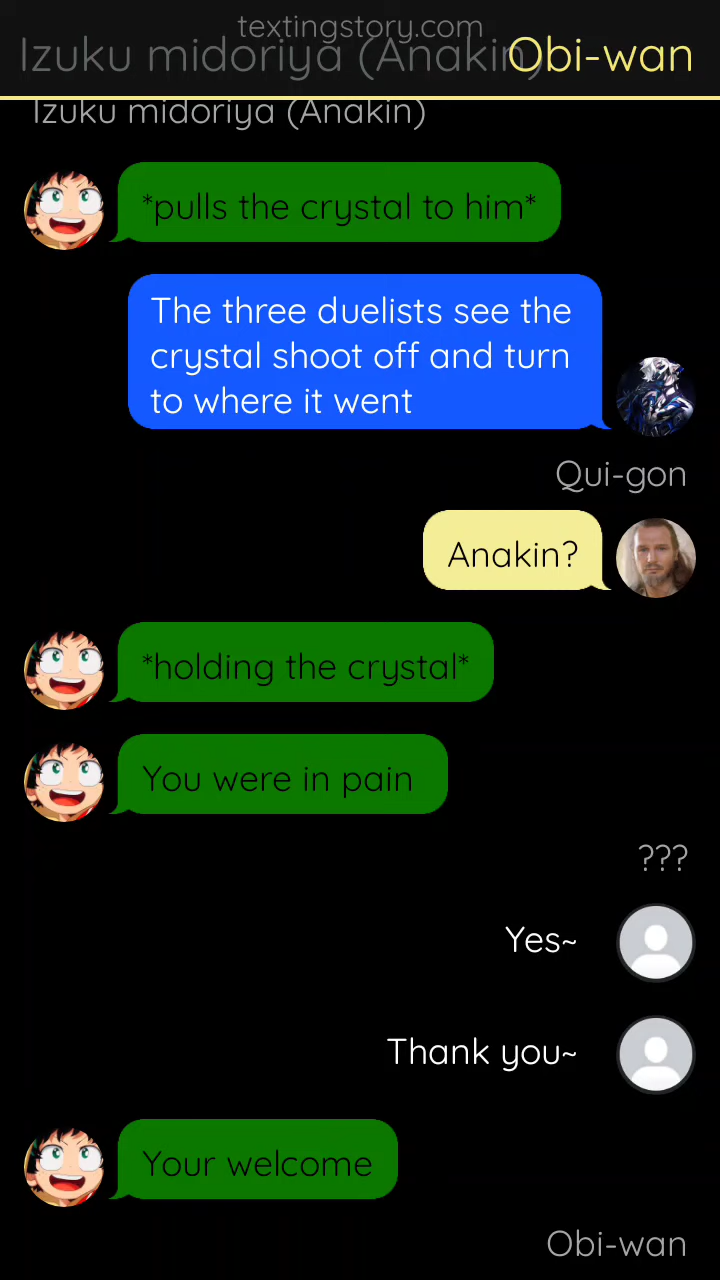 textingstory.com
Izuku midoriya (Anakin)
Obi-wan
Izuku midoriya (Anakin)
*pulls the crystal to him*
The three duelists see the
crystal shoot off and turn
to where it went
Qui-gon
Anakin?
*holding the crystal*
You were in pain
???
Yes~
Thank you~
Your welcome
Obi-wan